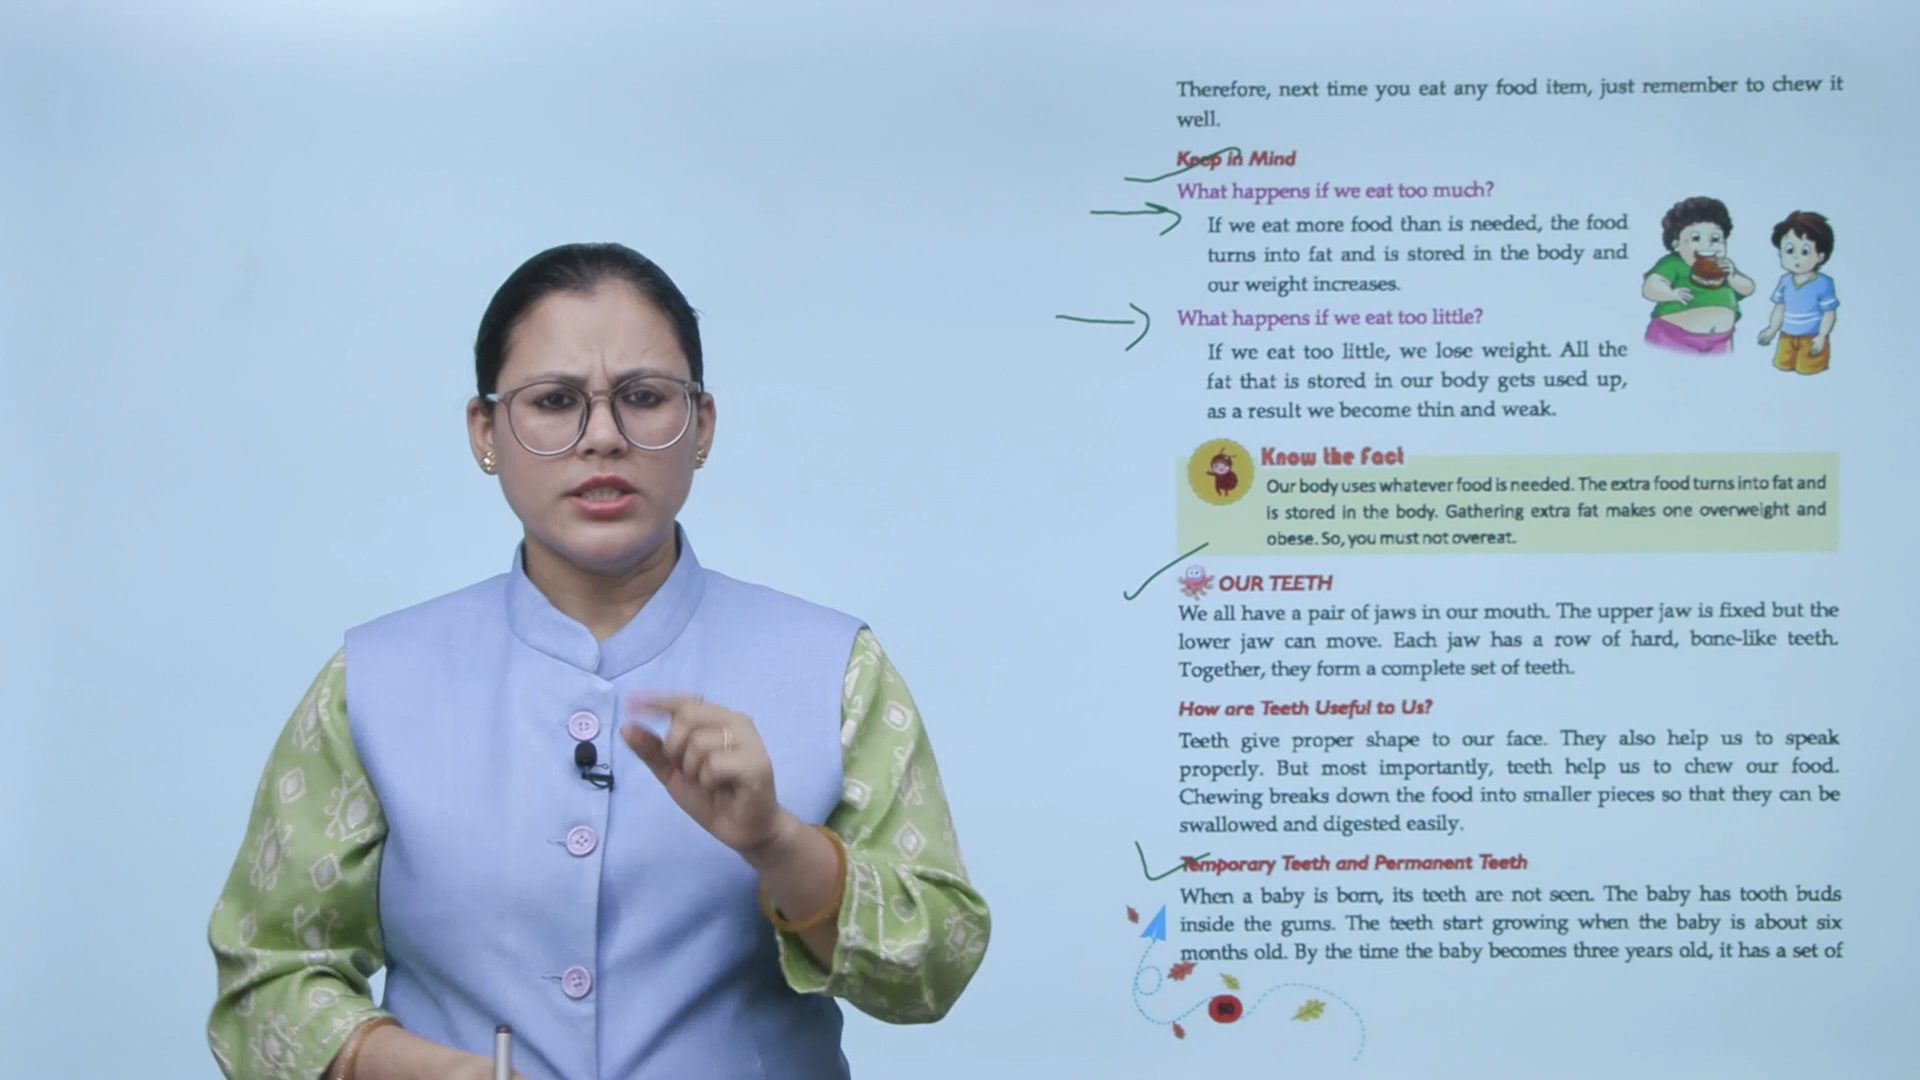 Therefore, next time you eat any food item, just remember to chew it
well.
Keep in Mind
What happens if we eat too much?
If we eat more food than is needed, the food
turns into fat and is stored in the body and
our weight increases.
What happens if we eat too little?
If we eat too little, we lose weight. All the
fat that is stored in our body gets used up,
as a result we become thin and weak.
Know the Fact
Our body uses whatever food is needed. The extra food turns into fat and
is stored in the body. Gathering extra fat makes one overweight and
obese. So, you must not overeat.
OUR TEETH
We all have a pair of jaws in our mouth. The upper jaw is fixed but the
lower jaw can move. Each jaw has a row of hard, bone-like teeth.
Together, they form a complete set of teeth.
How are Teeth Useful to Us?
Teeth give proper shape to our face. They also help us to speak
properly. But most importantly, teeth help us to chew our food.
Chewing breaks down the food into smaller pieces so that they can be
swallowed and digested easily.
Temporary Teeth and Permanent Teeth
When a baby is born, its teeth are not seen. The baby has tooth buds
inside the gums. The teeth start growing when the baby is about six
months old. By the time the baby becomes three years old, it has a set of